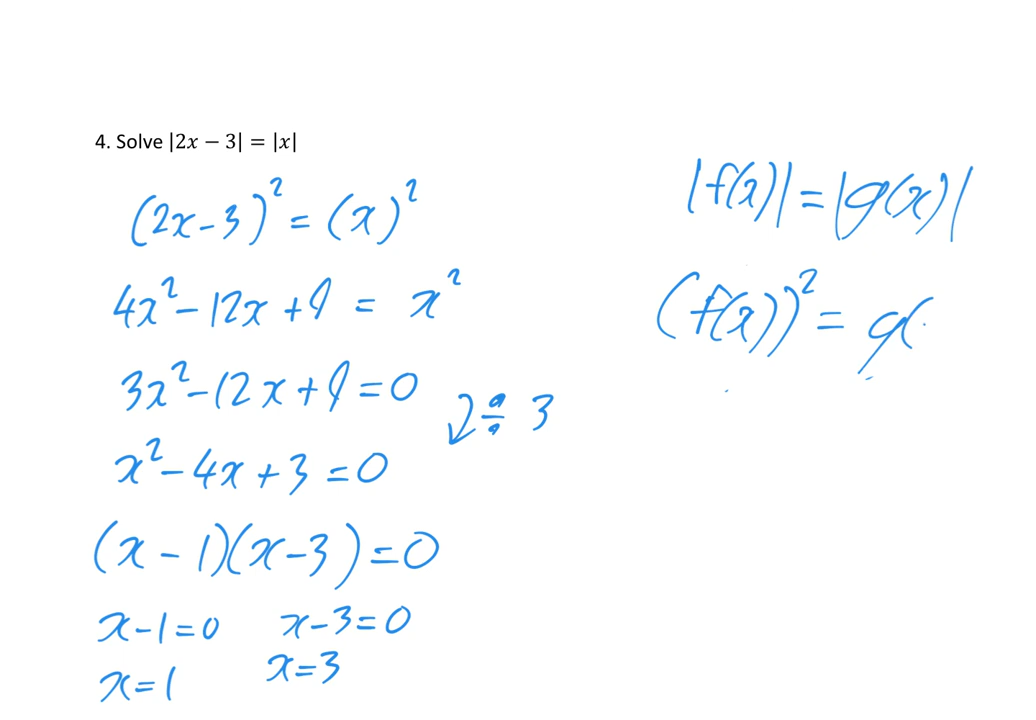 4. Solve |2x − 3| = |x|
(2x-3)² = (x)²
4x² - 12x + 9 = x²
3x² - 12x + 9 = 0
↓ ÷ 3
x² - 4x + 3 = 0
(x - 1)(x - 3) = 0
x - 1 = 0 x - 3 = 0
x = 1 x = 3
|f(x)| = |g(x)|
(f(x))² = g(